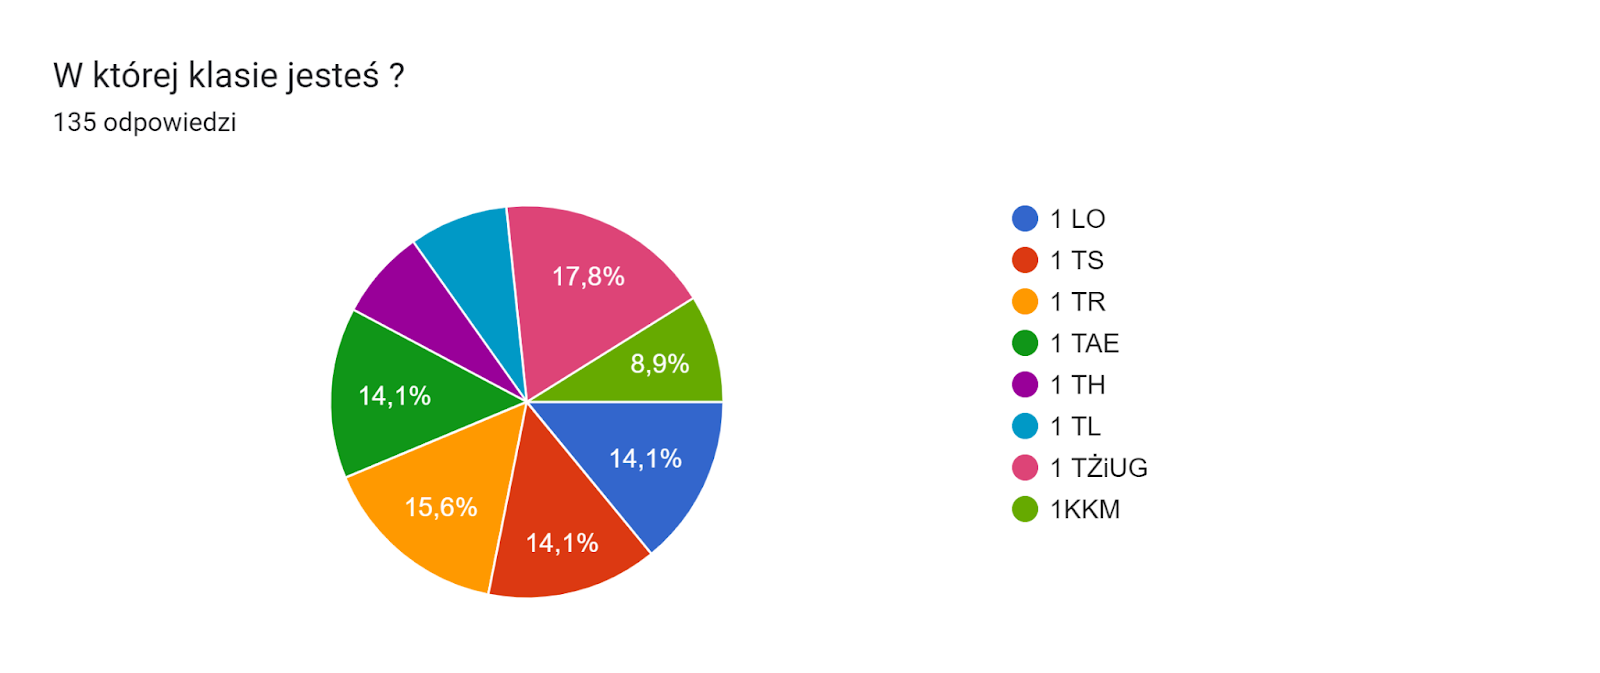 W której klasie jesteś ?
135 odpowiedzi
17,8%
8,9%
14,1%
14,1%
15,6%
14,1%
1 LO
1 TS
1 TR
1 TAE
1 TH
1 TL
1 TŻiUG
1KKM